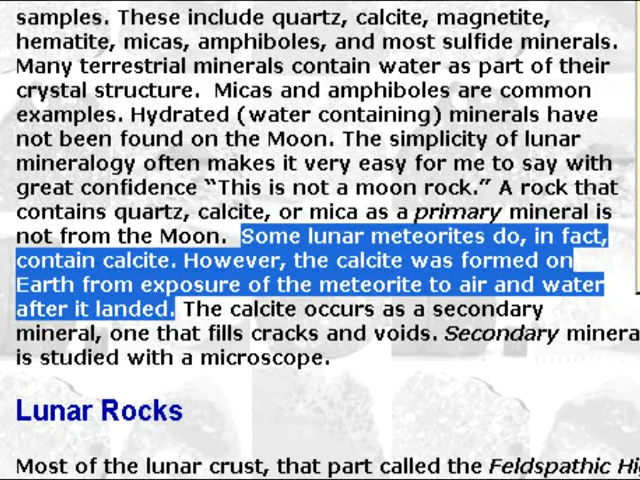 samples. These include quartz, calcite, magnetite,
hematite, micas, amphiboles, and most sulfide minerals.
Many terrestrial minerals contain water as part of their
crystal structure.  Micas and amphiboles are common
examples. Hydrated (water containing) minerals have
not been found on the Moon. The simplicity of lunar
mineralogy often makes it very easy for me to say with
great confidence “This is not a moon rock.” A rock that
contains quartz, calcite, or mica as a primary mineral is
not from the Moon.  Some lunar meteorites do, in fact,
contain calcite. However, the calcite was formed on
Earth from exposure of the meteorite to air and water
after it landed. The calcite occurs as a secondary
mineral, one that fills cracks and voids. Secondary minera
is studied with a microscope.
Lunar Rocks
Most of the lunar crust, that part called the Feldspathic Hi